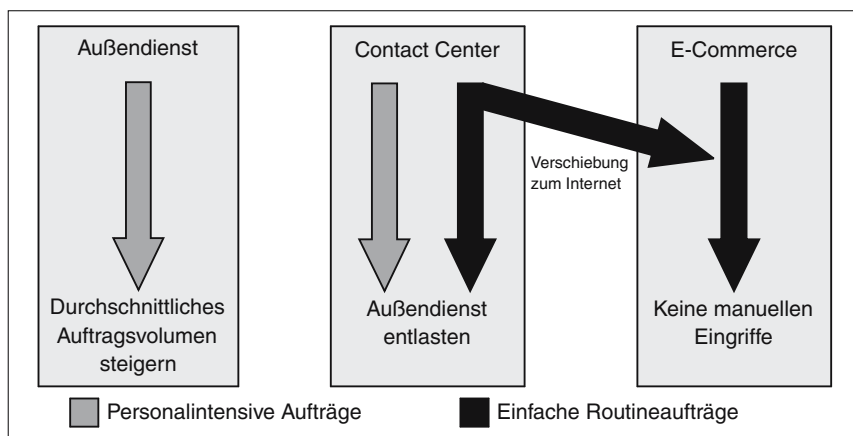 Außendienst
Contact Center
E-Commerce
Verschiebung
zum Internet
Durchschnittliches
Auftragsvolumen
steigern
Außendienst
entlasten
Keine manuellen
Eingriffe
Personalintensive Aufträge
Einfache Routineaufträge